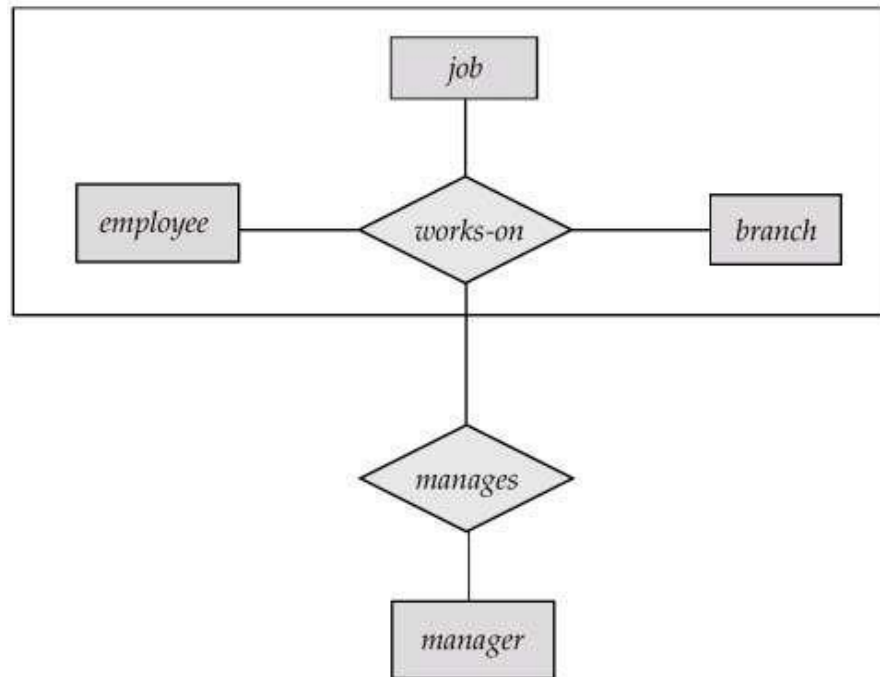 job
employee
works-on
branch
manages
manager